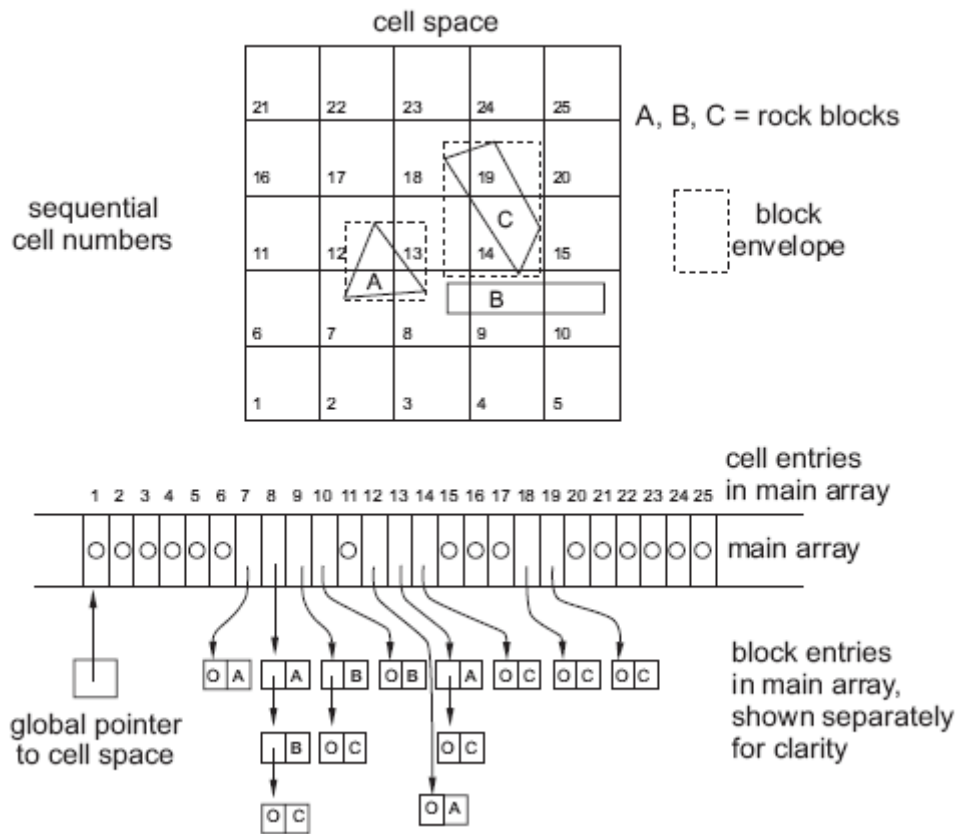 cell space
21 22 23 24 25
A, B, C = rock blocks
16 17 18 19 20
sequential
cell numbers
C
block
envelope
11 12 13 14 15
A
B
6 7 8 9 10
1 2 3 4 5
cell entries
in main array
1 2 3 4 5 6 7 8 9 10 11 12 13 14 15 16 17 18 19 20 21 22 23 24 25
O O O O O O O O O O O O O O O O
main array
O A A B O B A O C O C O C
block entries
in main array,
shown separately
for clarity
global pointer
to cell space
B O C O C
O C O A